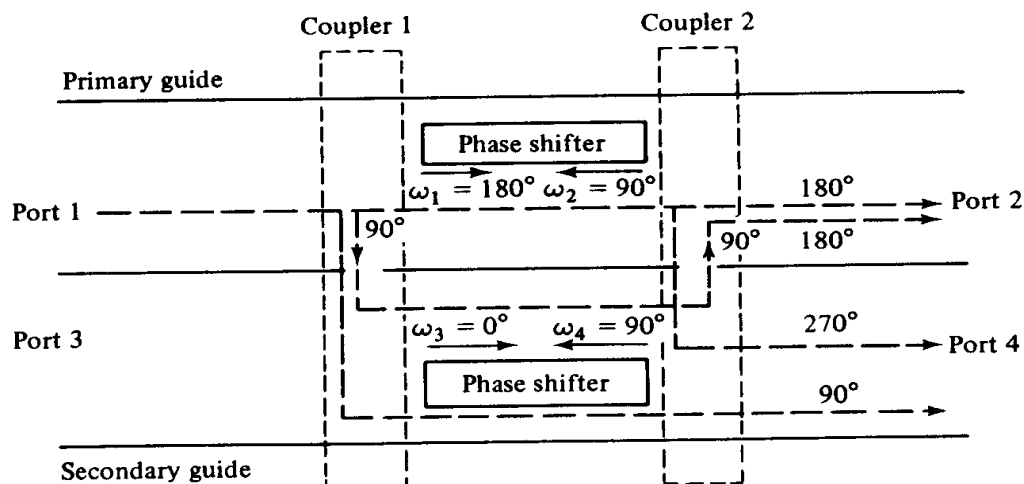 Coupler 1
Coupler 2
Primary guide
Phase shifter
ω₁ = 180°
ω₂ = 90°
180°
Port 1
90°
90°
180°
Port 2
Port 3
ω₃ = 0°
ω₄ = 90°
270°
Port 4
Phase shifter
90°
Secondary guide